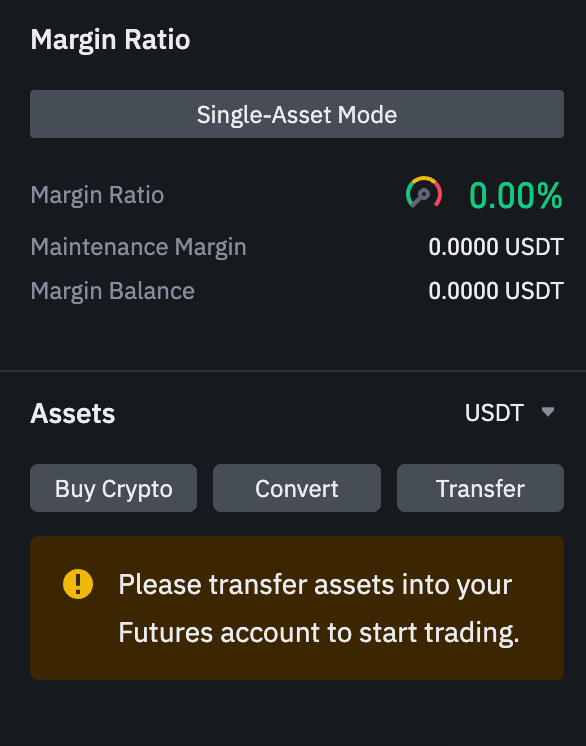 Margin Ratio
Single-Asset Mode
Margin Ratio 0.00%
Maintenance Margin 0.0000 USDT
Margin Balance 0.0000 USDT
Assets USDT
Buy Crypto Convert Transfer
Please transfer assets into your
Futures account to start trading.